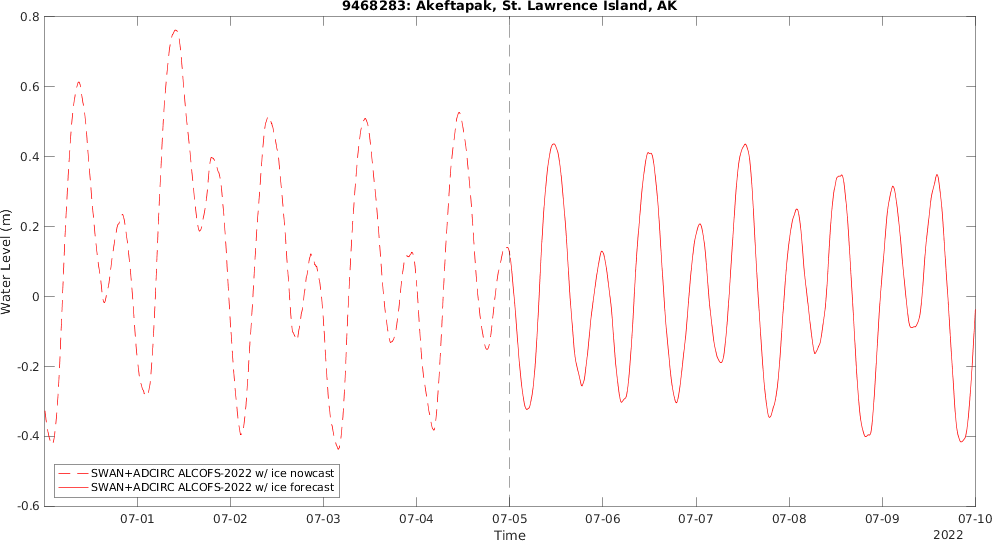 9468283: Akeftapak, St. Lawrence Island, AK
0.8
0.6
0.4
0.2
0
-0.2
-0.4
-0.6
Water Level (m)
SWAN+ADCIRC ALCOFS-2022 w/ ice nowcast
SWAN+ADCIRC ALCOFS-2022 w/ ice forecast
07-01 07-02 07-03 07-04 07-05 07-06 07-07 07-08 07-09 07-10
Time
2022